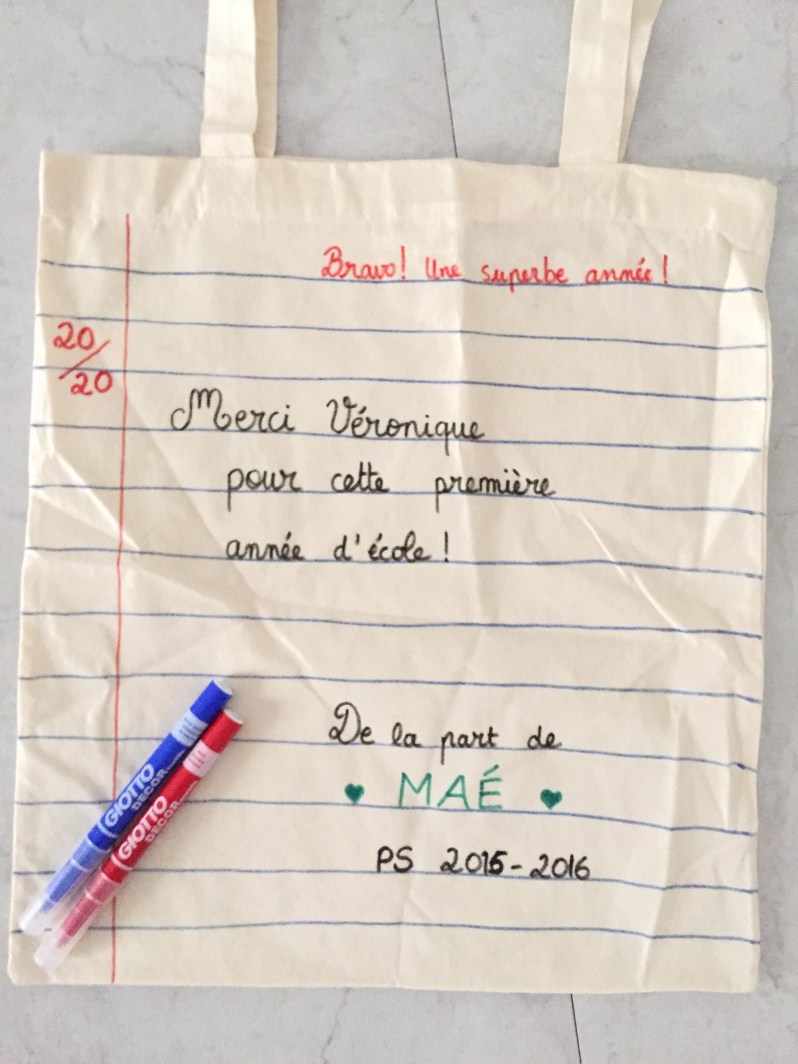 Bravo! Une superbe année!
20/20
Merci Véronique
pour cette première
année d'école!
De la part de
♥ MAÉ ♥
PS 2015-2016
GIOTTO
DECOR
GIOTTO
DECOR